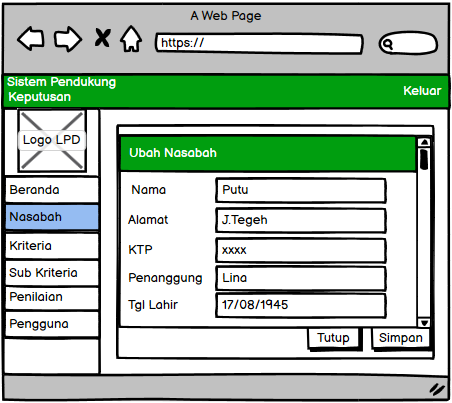 A Web Page
https://
Sistem Pendukung
Keputusan
Keluar
Logo LPD
Beranda
Nasabah
Kriteria
Sub Kriteria
Penilaian
Pengguna
Ubah Nasabah
Nama Putu
Alamat J.Tegeh
KTP xxxx
Penanggung Lina
Tgl Lahir 17/08/1945
Tutup Simpan